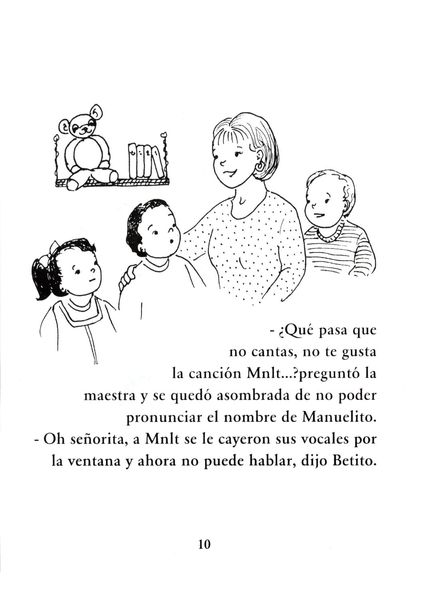 - ¿Qué pasa que
no cantas, no te gusta
la canción Mnlt...?preguntó la
maestra y se quedó asombrada de no poder
pronunciar el nombre de Manuelito.
- Oh señorita, a Mnlt se le cayeron sus vocales por
la ventana y ahora no puede hablar, dijo Betito.
10